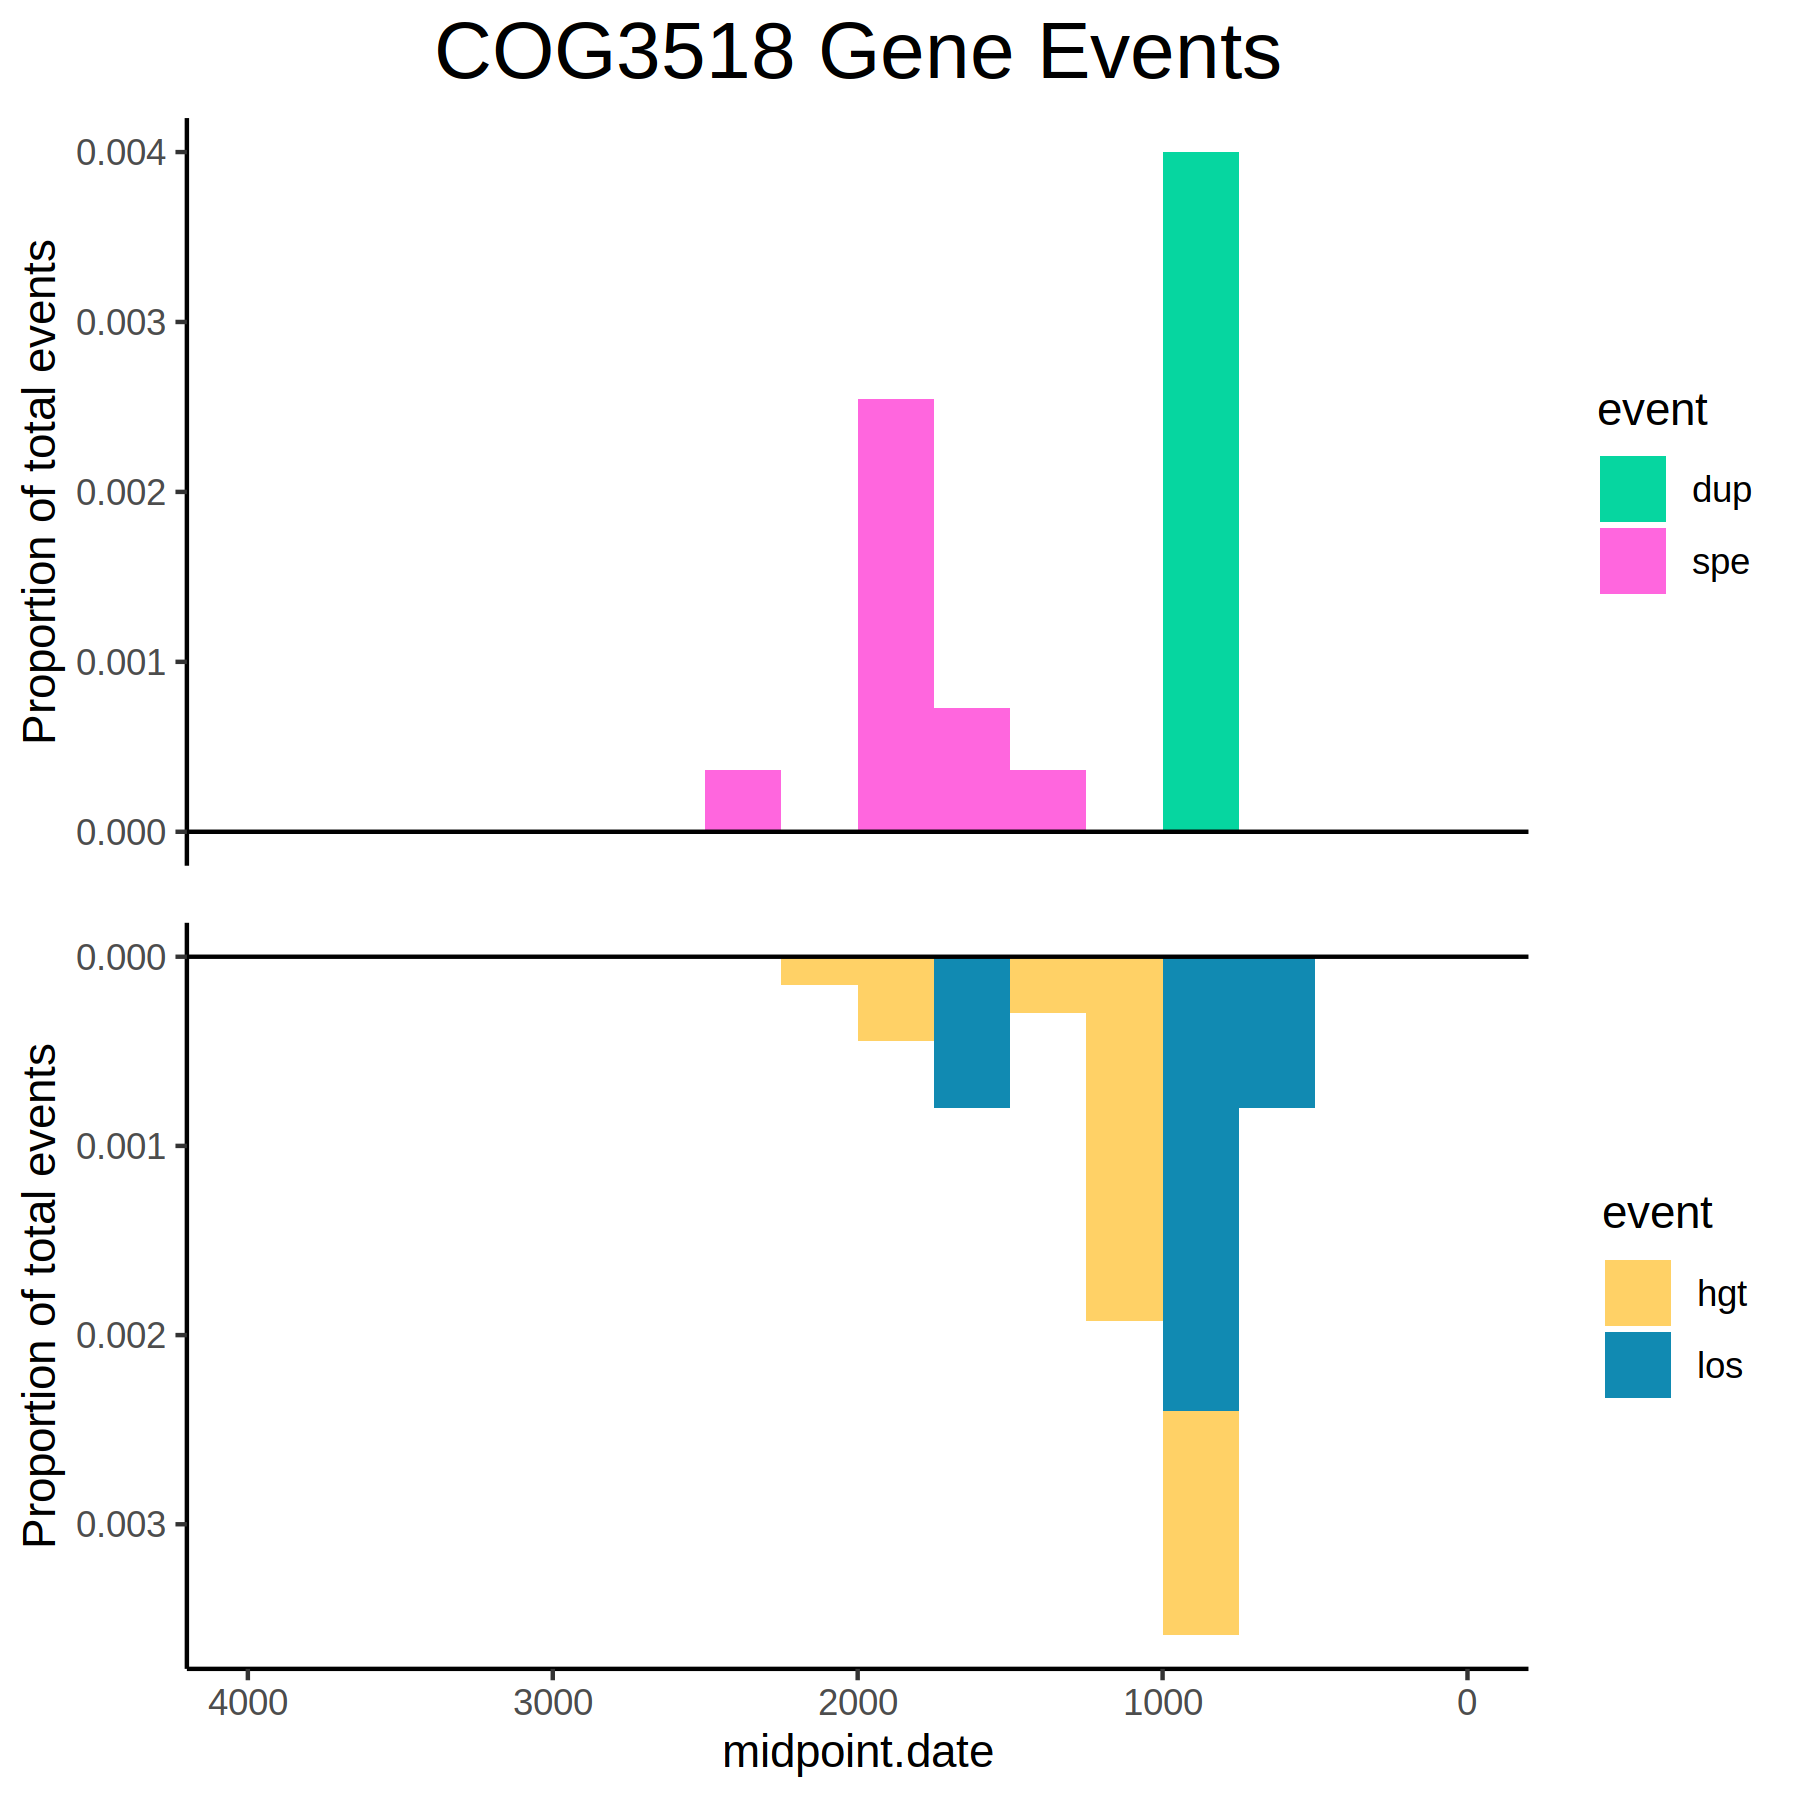 COG3518 Gene Events
Proportion of total events
0.004
0.003
0.002
0.001
0.000
event
dup
spe
Proportion of total events
0.000
0.001
0.002
0.003
event
hgt
los
4000 3000 2000 1000 0
midpoint.date